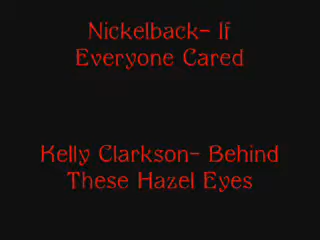 Nickelback- If
Everyone Cared
Kelly Clarkson- Behind
These Hazel Eyes